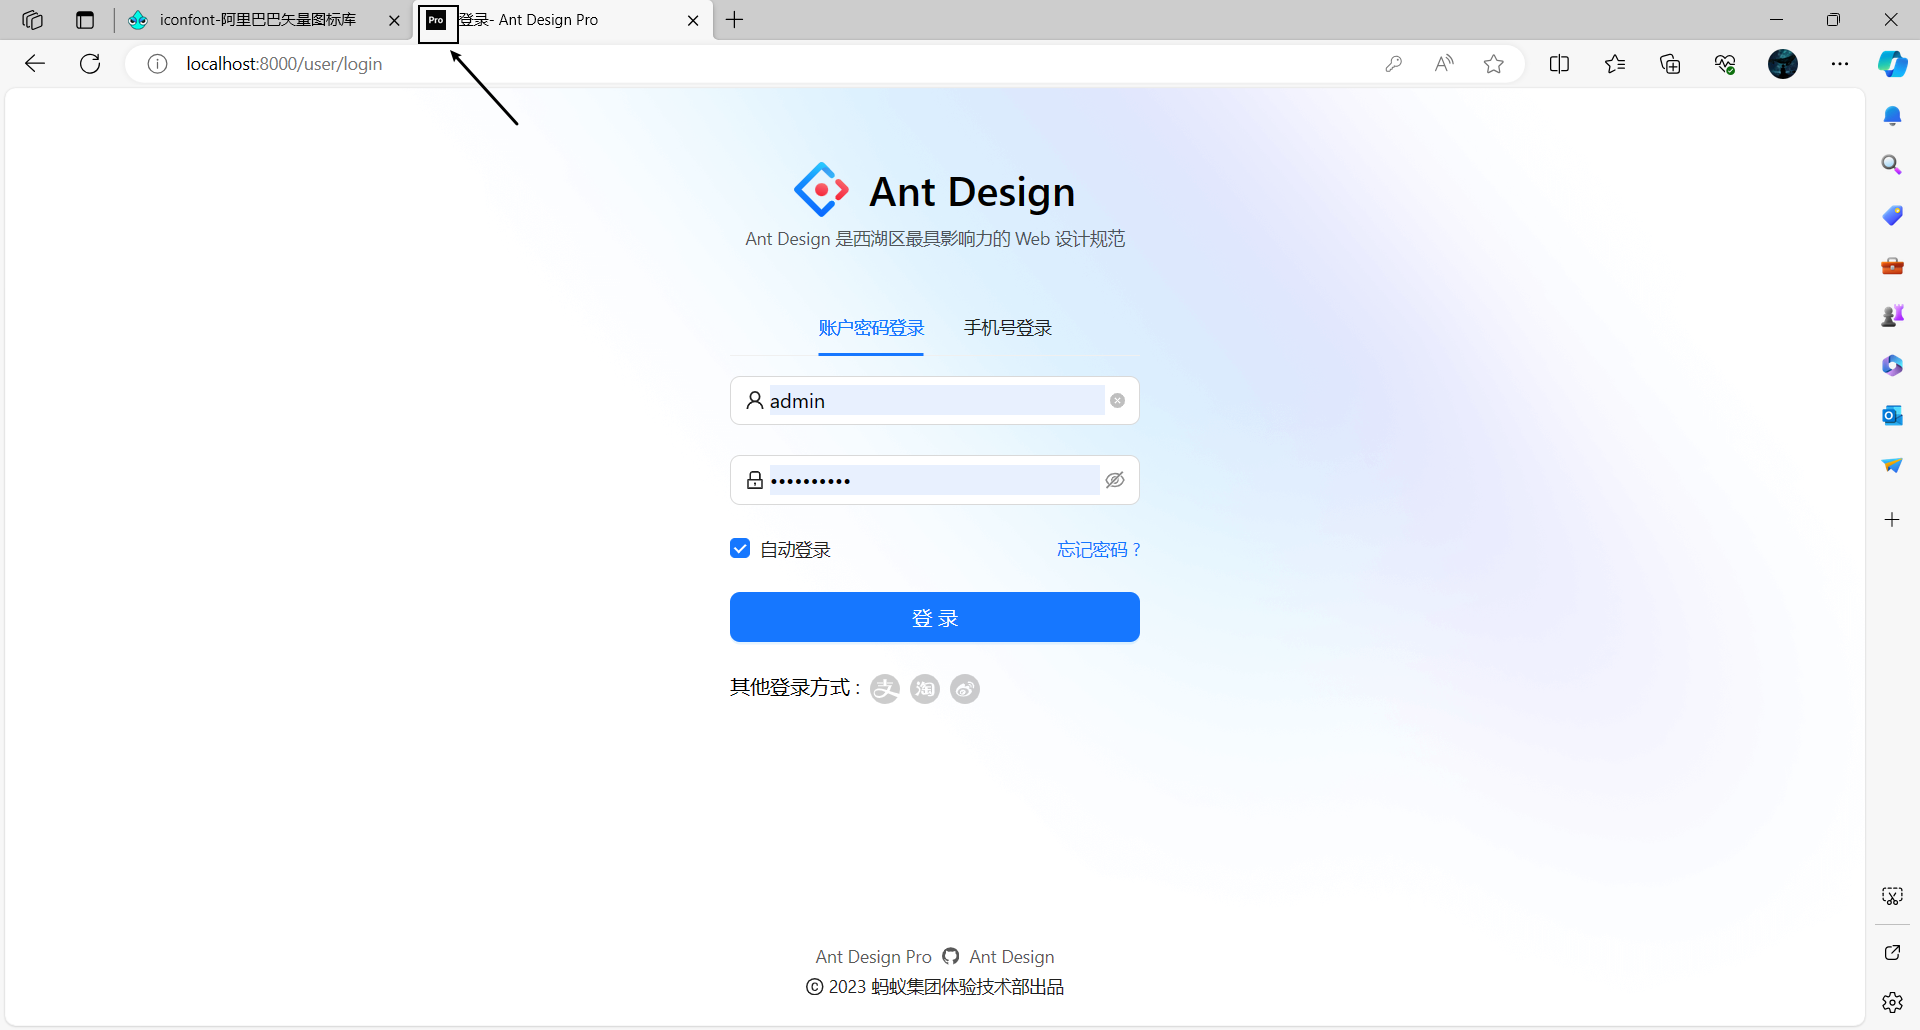 iconfont-阿里巴巴矢量图标库
Pro
登录- Ant Design Pro
localhost:8000/user/login
Ant Design
Ant Design 是西湖区最具影响力的 Web 设计规范
账户密码登录
手机号登录
admin
自动登录
忘记密码 ?
登 录
其他登录方式 :
支
淘
Ant Design Pro
Ant Design
© 2023 蚂蚁集团体验技术部出品